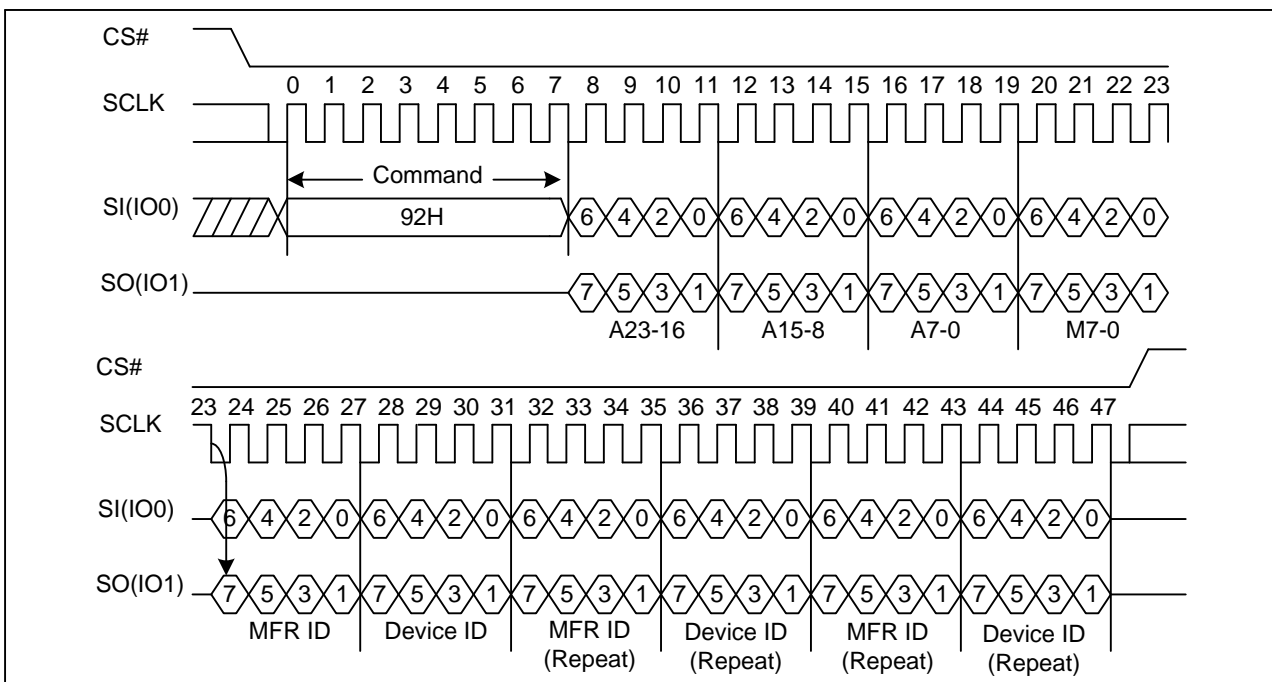 CS#
0 1 2 3 4 5 6 7 8 9 10 11 12 13 14 15 16 17 18 19 20 21 22 23
SCLK
Command
SI(IO0) 92H 6 4 2 0 6 4 2 0 6 4 2 0 6 4 2 0
SO(IO1) 7 5 3 1 7 5 3 1 7 5 3 1 7 5 3 1
A23-16 A15-8 A7-0 M7-0
CS#
23 24 25 26 27 28 29 30 31 32 33 34 35 36 37 38 39 40 41 42 43 44 45 46 47
SCLK
SI(IO0) 6 4 2 0 6 4 2 0 6 4 2 0 6 4 2 0 6 4 2 0 6 4 2 0
SO(IO1) 7 5 3 1 7 5 3 1 7 5 3 1 7 5 3 1 7 5 3 1 7 5 3 1
MFR ID Device ID MFR ID Device ID MFR ID Device ID
(Repeat) (Repeat) (Repeat) (Repeat)